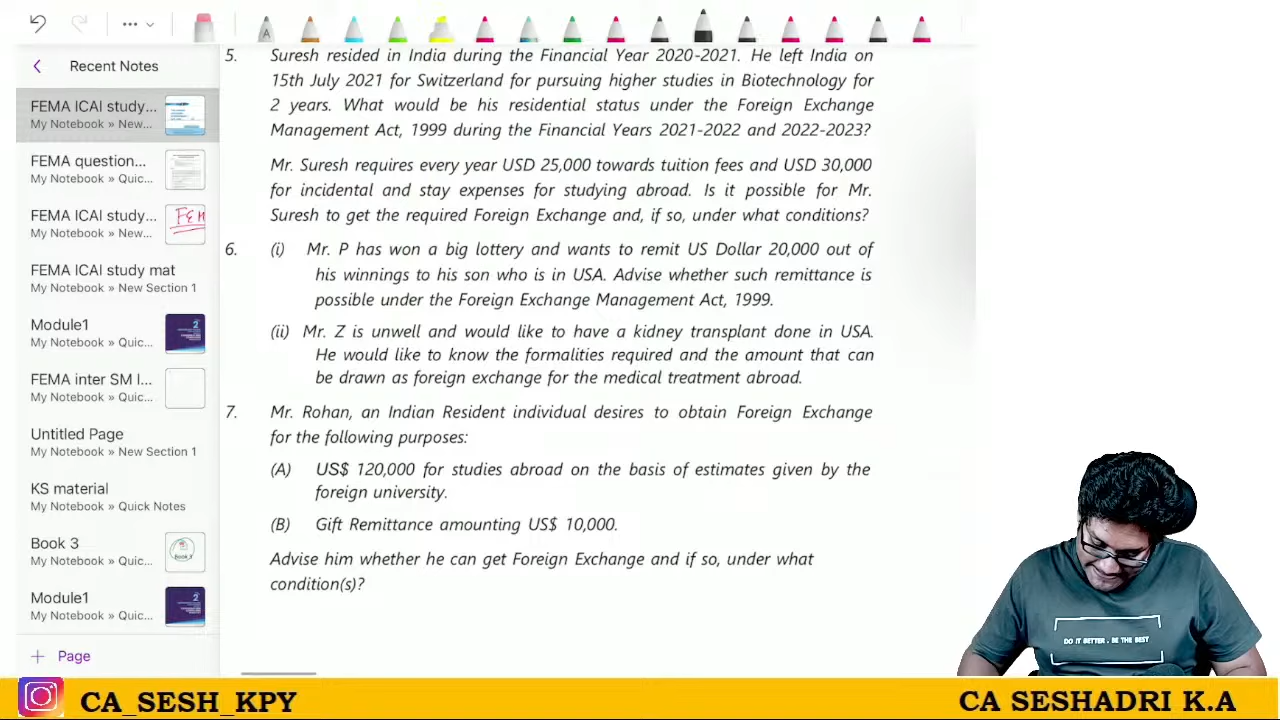 A
Recent Notes
FEMA ICAI study...
My Notebook » New...
FEMA question...
My Notebook » Quic...
FEMA ICAI study...
My Notebook » New...
FEM
FEMA ICAI study mat
My Notebook » New Section 1
Module1
My Notebook » Quic...
2
FEMA inter SM I...
My Notebook » Quic...
Untitled Page
My Notebook » New Section 1
KS material
My Notebook » Quick Notes
Book 3
My Notebook » Quic...
Book 3
Module1
My Notebook » Quic...
2
Page
5. Suresh resided in India during the Financial Year 2020-2021. He left India on
15th July 2021 for Switzerland for pursuing higher studies in Biotechnology for
2 years. What would be his residential status under the Foreign Exchange
Management Act, 1999 during the Financial Years 2021-2022 and 2022-2023?
Mr. Suresh requires every year USD 25,000 towards tuition fees and USD 30,000
for incidental and stay expenses for studying abroad. Is it possible for Mr.
Suresh to get the required Foreign Exchange and, if so, under what conditions?
6. (i) Mr. P has won a big lottery and wants to remit US Dollar 20,000 out of
his winnings to his son who is in USA. Advise whether such remittance is
possible under the Foreign Exchange Management Act, 1999.
(ii) Mr. Z is unwell and would like to have a kidney transplant done in USA.
He would like to know the formalities required and the amount that can
be drawn as foreign exchange for the medical treatment abroad.
7. Mr. Rohan, an Indian Resident individual desires to obtain Foreign Exchange
for the following purposes:
(A) US$ 120,000 for studies abroad on the basis of estimates given by the
foreign university.
(B) Gift Remittance amounting US$ 10,000.
Advise him whether he can get Foreign Exchange and if so, under what
condition(s)?
DO IT BETTER . BE THE BEST
CA_SESH_KPY
CA SESHADRI K.A